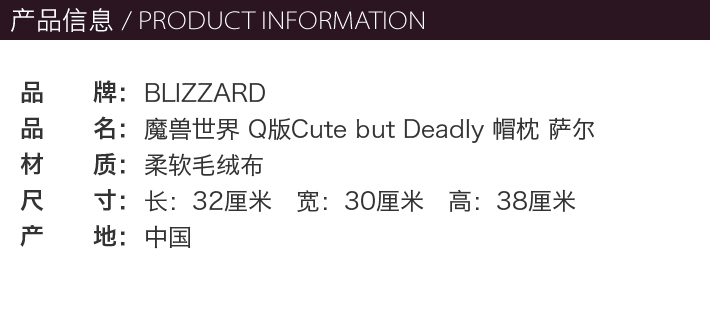 产品信息 / PRODUCT INFORMATION
品 牌：BLIZZARD
品 名：魔兽世界 Q版Cute but Deadly 帽枕 萨尔
材 质：柔软毛绒布
尺 寸：长：32厘米 宽：30厘米 高：38厘米
产 地：中国